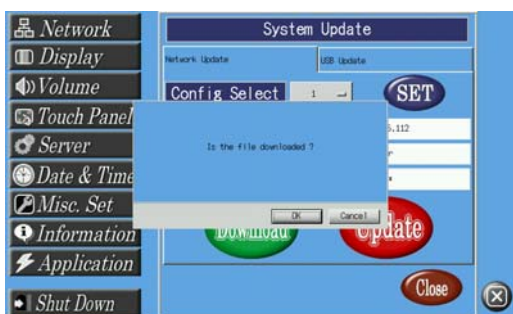 Network
Display
Volume
Touch Panel
Server
Date & Time
Misc. Set
Information
Application
Shut Down
System Update
Network Update
USB Update
Config Select
1
SET
.112
Is the file downloaded ?
OK
Cancel
Download
Update
Close